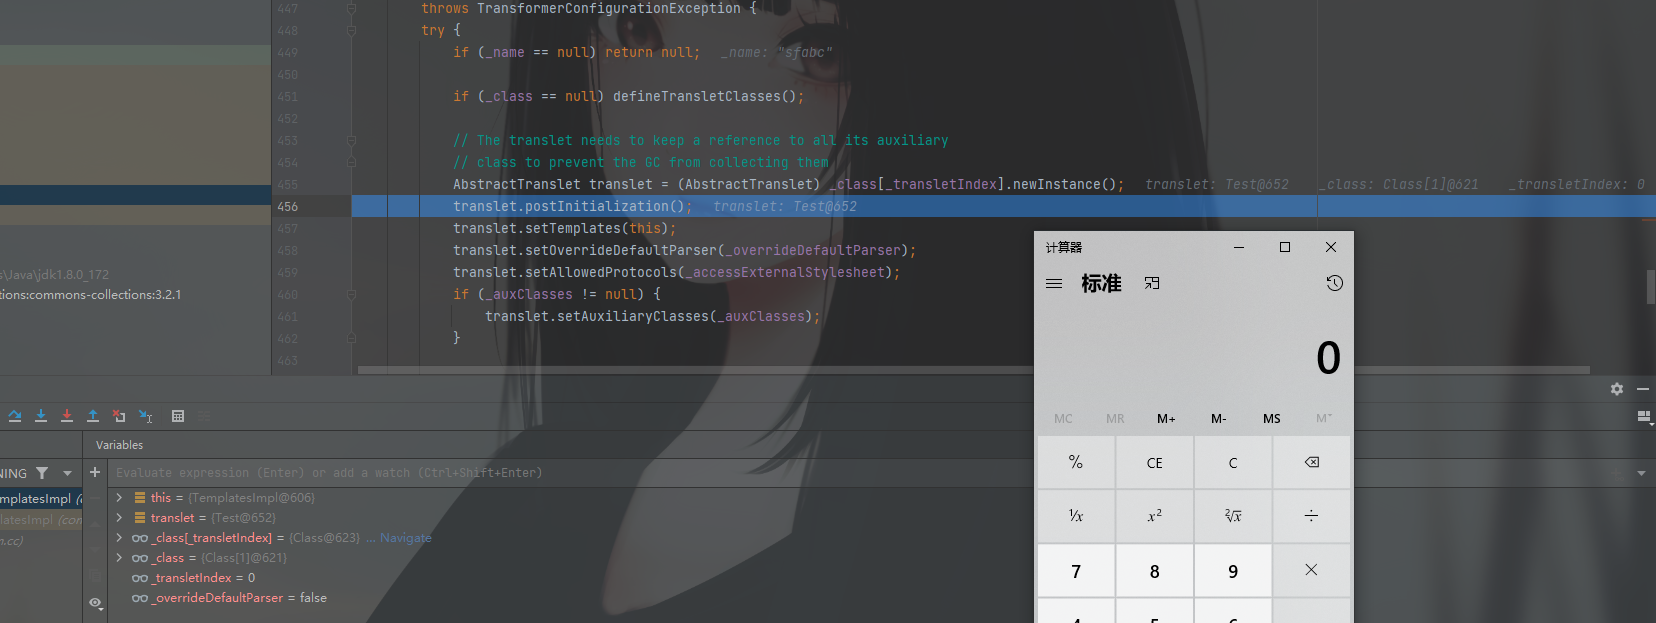 447 throws TransformerConfigurationException {
448 try {
449 if (_name == null) return null; _name: "sfabc"
450
451 if (_class == null) defineTransletClasses();
452
453 // The translet needs to keep a reference to all its auxiliary
454 // class to prevent the GC from collecting them
455 AbstractTranslet translet = (AbstractTranslet) _class[_transletIndex].newInstance(); translet: Test@652 _class: Class[1]@621 _transletIndex: 0
456 translet.postInitialization(); translet: Test@652
457 translet.setTemplates(this);
458 translet.setOverrideDefaultParser(_overrideDefaultParser);
459 translet.setAllowedProtocols(_accessExternalStylesheet);
460 if (_auxClasses != null) {
461 translet.setAuxiliaryClasses(_auxClasses);
462 }
463
s\Java\jdk1.8.0_172
tions:commons-collections:3.2.1
计算器
标准
0
MC MR M+ M- MS M˅
% CE C
¹⁄x x² ²√x ÷
7 8 9 ×
4 5 6
Variables
NING
Evaluate expression (Enter) or add a watch (Ctrl+Shift+Enter)
mplatesImpl (c
latesImpl (con
n.cc)
this = {TemplatesImpl@606}
translet = {Test@652}
_class[_transletIndex] = {Class@623} ... Navigate
_class = {Class[1]@621}
_transletIndex = 0
_overrideDefaultParser = false